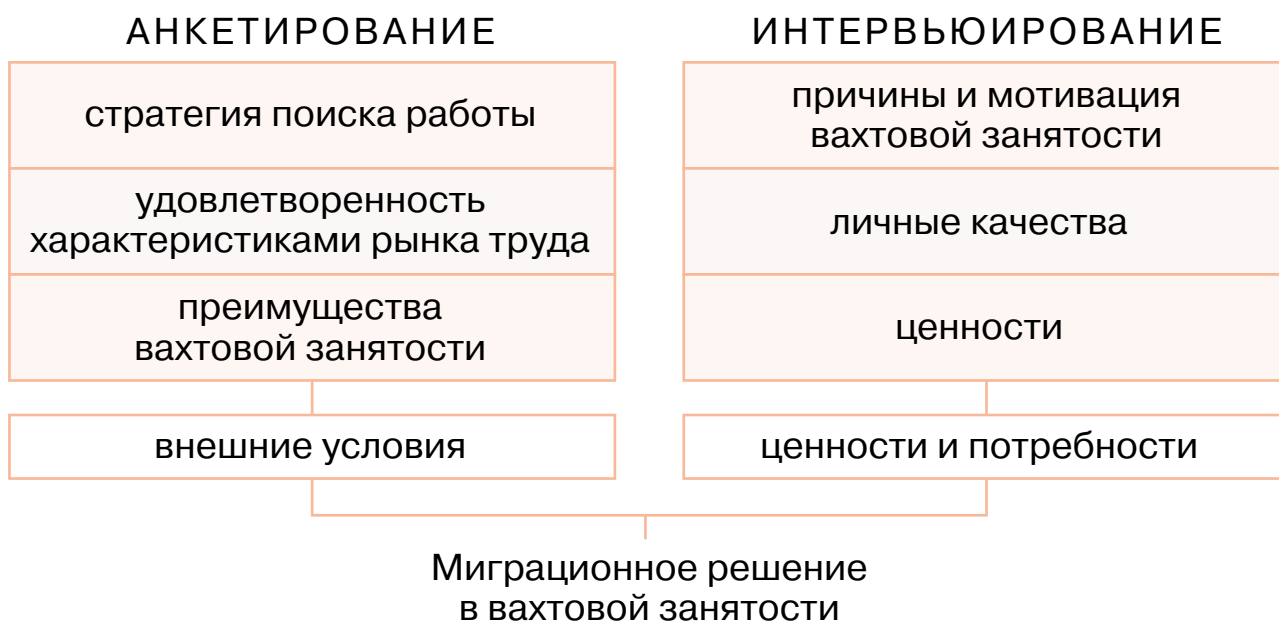 АНКЕТИРОВАНИЕ
стратегия поиска работы
удовлетворенность
характеристиками рынка труда
преимущества
вахтовой занятости
внешние условия
ИНТЕРВЬЮИРОВАНИЕ
причины и мотивация
вахтовой занятости
личные качества
ценности
ценности и потребности
Миграционное решение
в вахтовой занятости